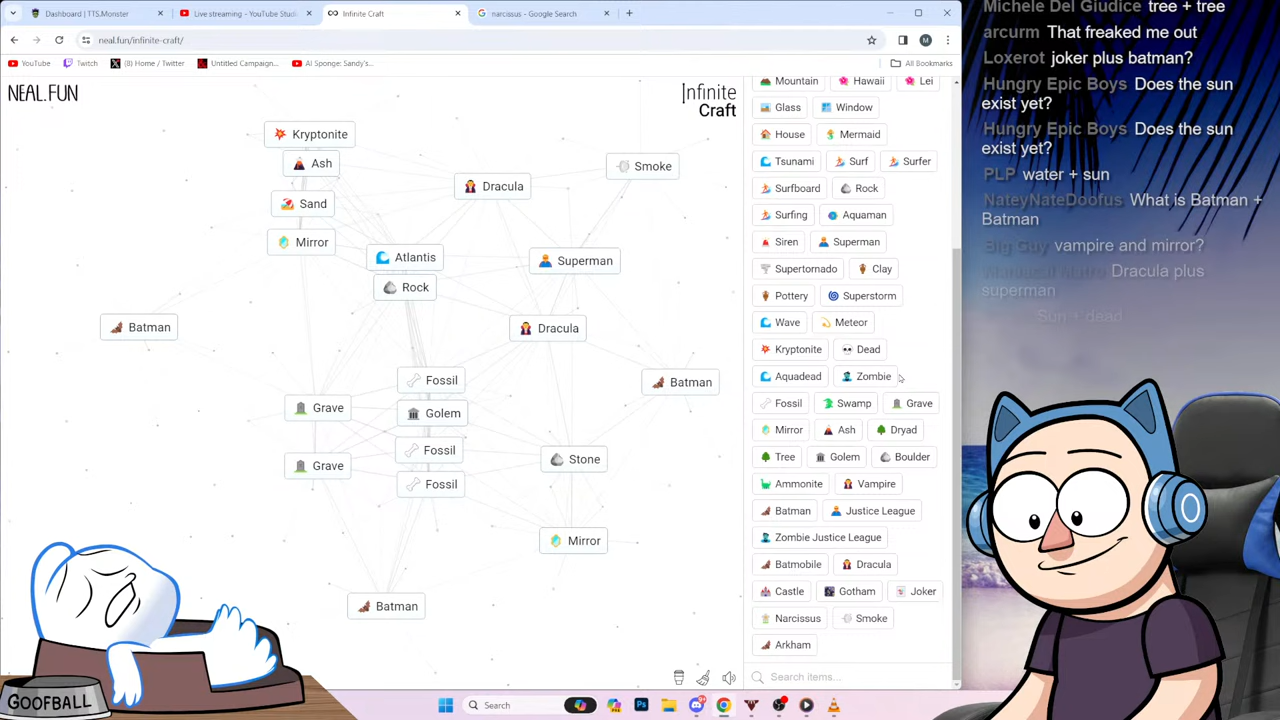 Dashboard | TTS.Monster
Live streaming - YouTube Studi
Infinite Craft
narcissus - Google Search
neal.fun/infinite-craft/
M
YouTube
Twitch
(8) Home / Twitter
Untitled Campaign...
AI Sponge: Sandy's...
All Bookmarks
NEAL.FUN
Infinite
Craft
Kryptonite
Ash
Smoke
Dracula
Sand
Mirror
Atlantis
Superman
Rock
Batman
Dracula
Fossil
Batman
Grave
Golem
Fossil
Stone
Grave
Fossil
Mirror
Batman
Mountain Hawaii Lei
Glass Window
House Mermaid
Tsunami Surf Surfer
Surfboard Rock
Surfing Aquaman
Siren Superman
Supertornado Clay
Pottery Superstorm
Wave Meteor
Kryptonite Dead
Aquadead Zombie
Fossil Swamp Grave
Mirror Ash Dryad
Tree Golem Boulder
Ammonite Vampire
Batman Justice League
Zombie Justice League
Batmobile Dracula
Castle Gotham Joker
Narcissus Smoke
Arkham
Search items...
Michele Del Giudice tree + tree
arcurm That freaked me out
Loxerot joker plus batman?
Hungry Epic Boys Does the sun
exist yet?
Hungry Epic Boys Does the sun
exist yet?
PLP water + sun
NateyNateDoofus What is Batman +
Batman
Big Guy vampire and mirror?
Dracula plus
superman
Sun + dead
GOOFBALL
Search
Ps